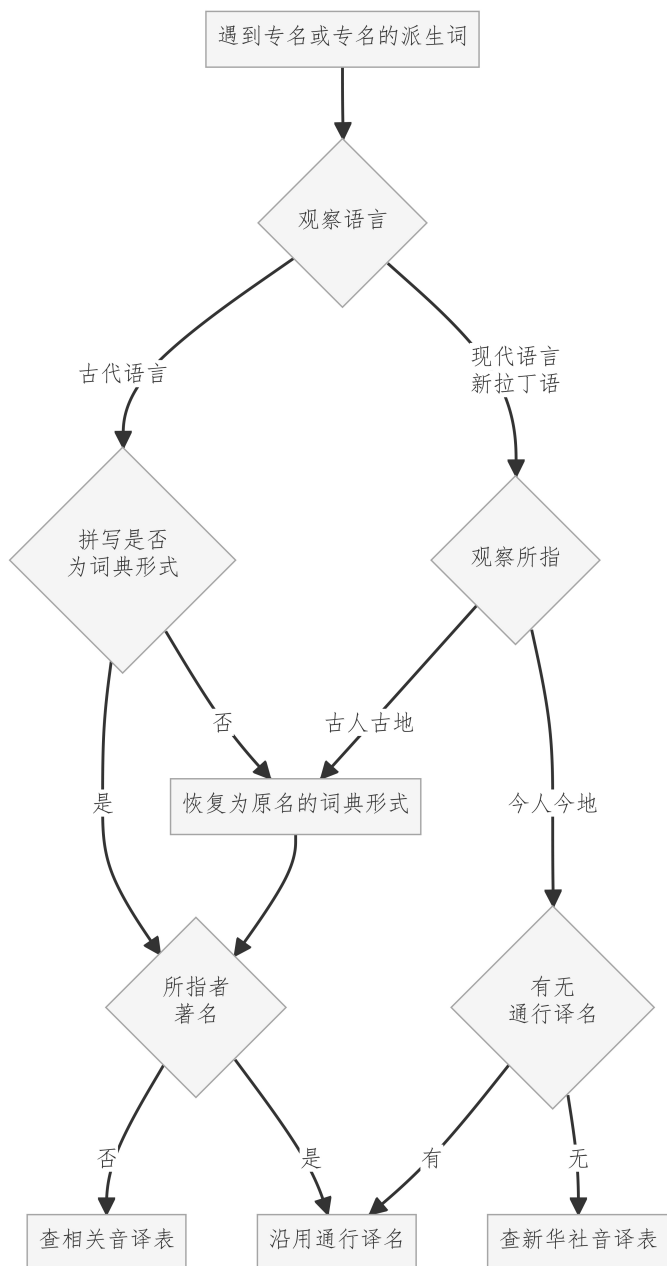 遇到专名或专名的派生词
观察语言
古代语言
现代语言
新拉丁语
拼写是否
为词典形式
观察所指
否
古人古地
是
恢复为原名的词典形式
今人今地
所指者
著名
有无
通行译名
否
是
有
无
查相关音译表
沿用通行译名
查新华社音译表